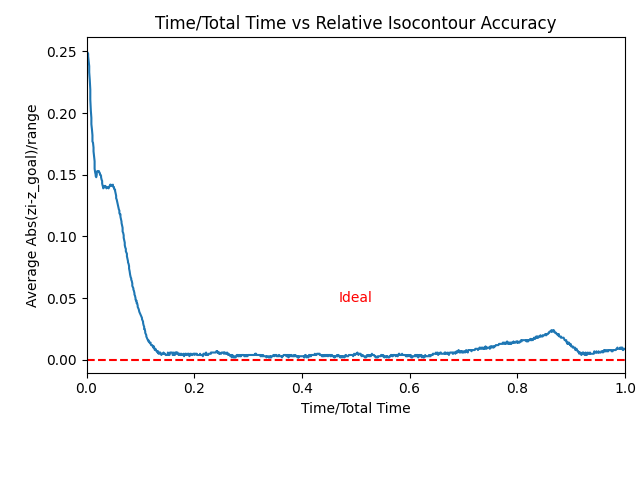 Time/Total Time vs Relative Isocontour Accuracy
Average Abs(zi-z_goal)/range
0.25
0.20
0.15
0.10
0.05
0.00
Ideal
0.0 0.2 0.4 0.6 0.8 1.0
Time/Total Time